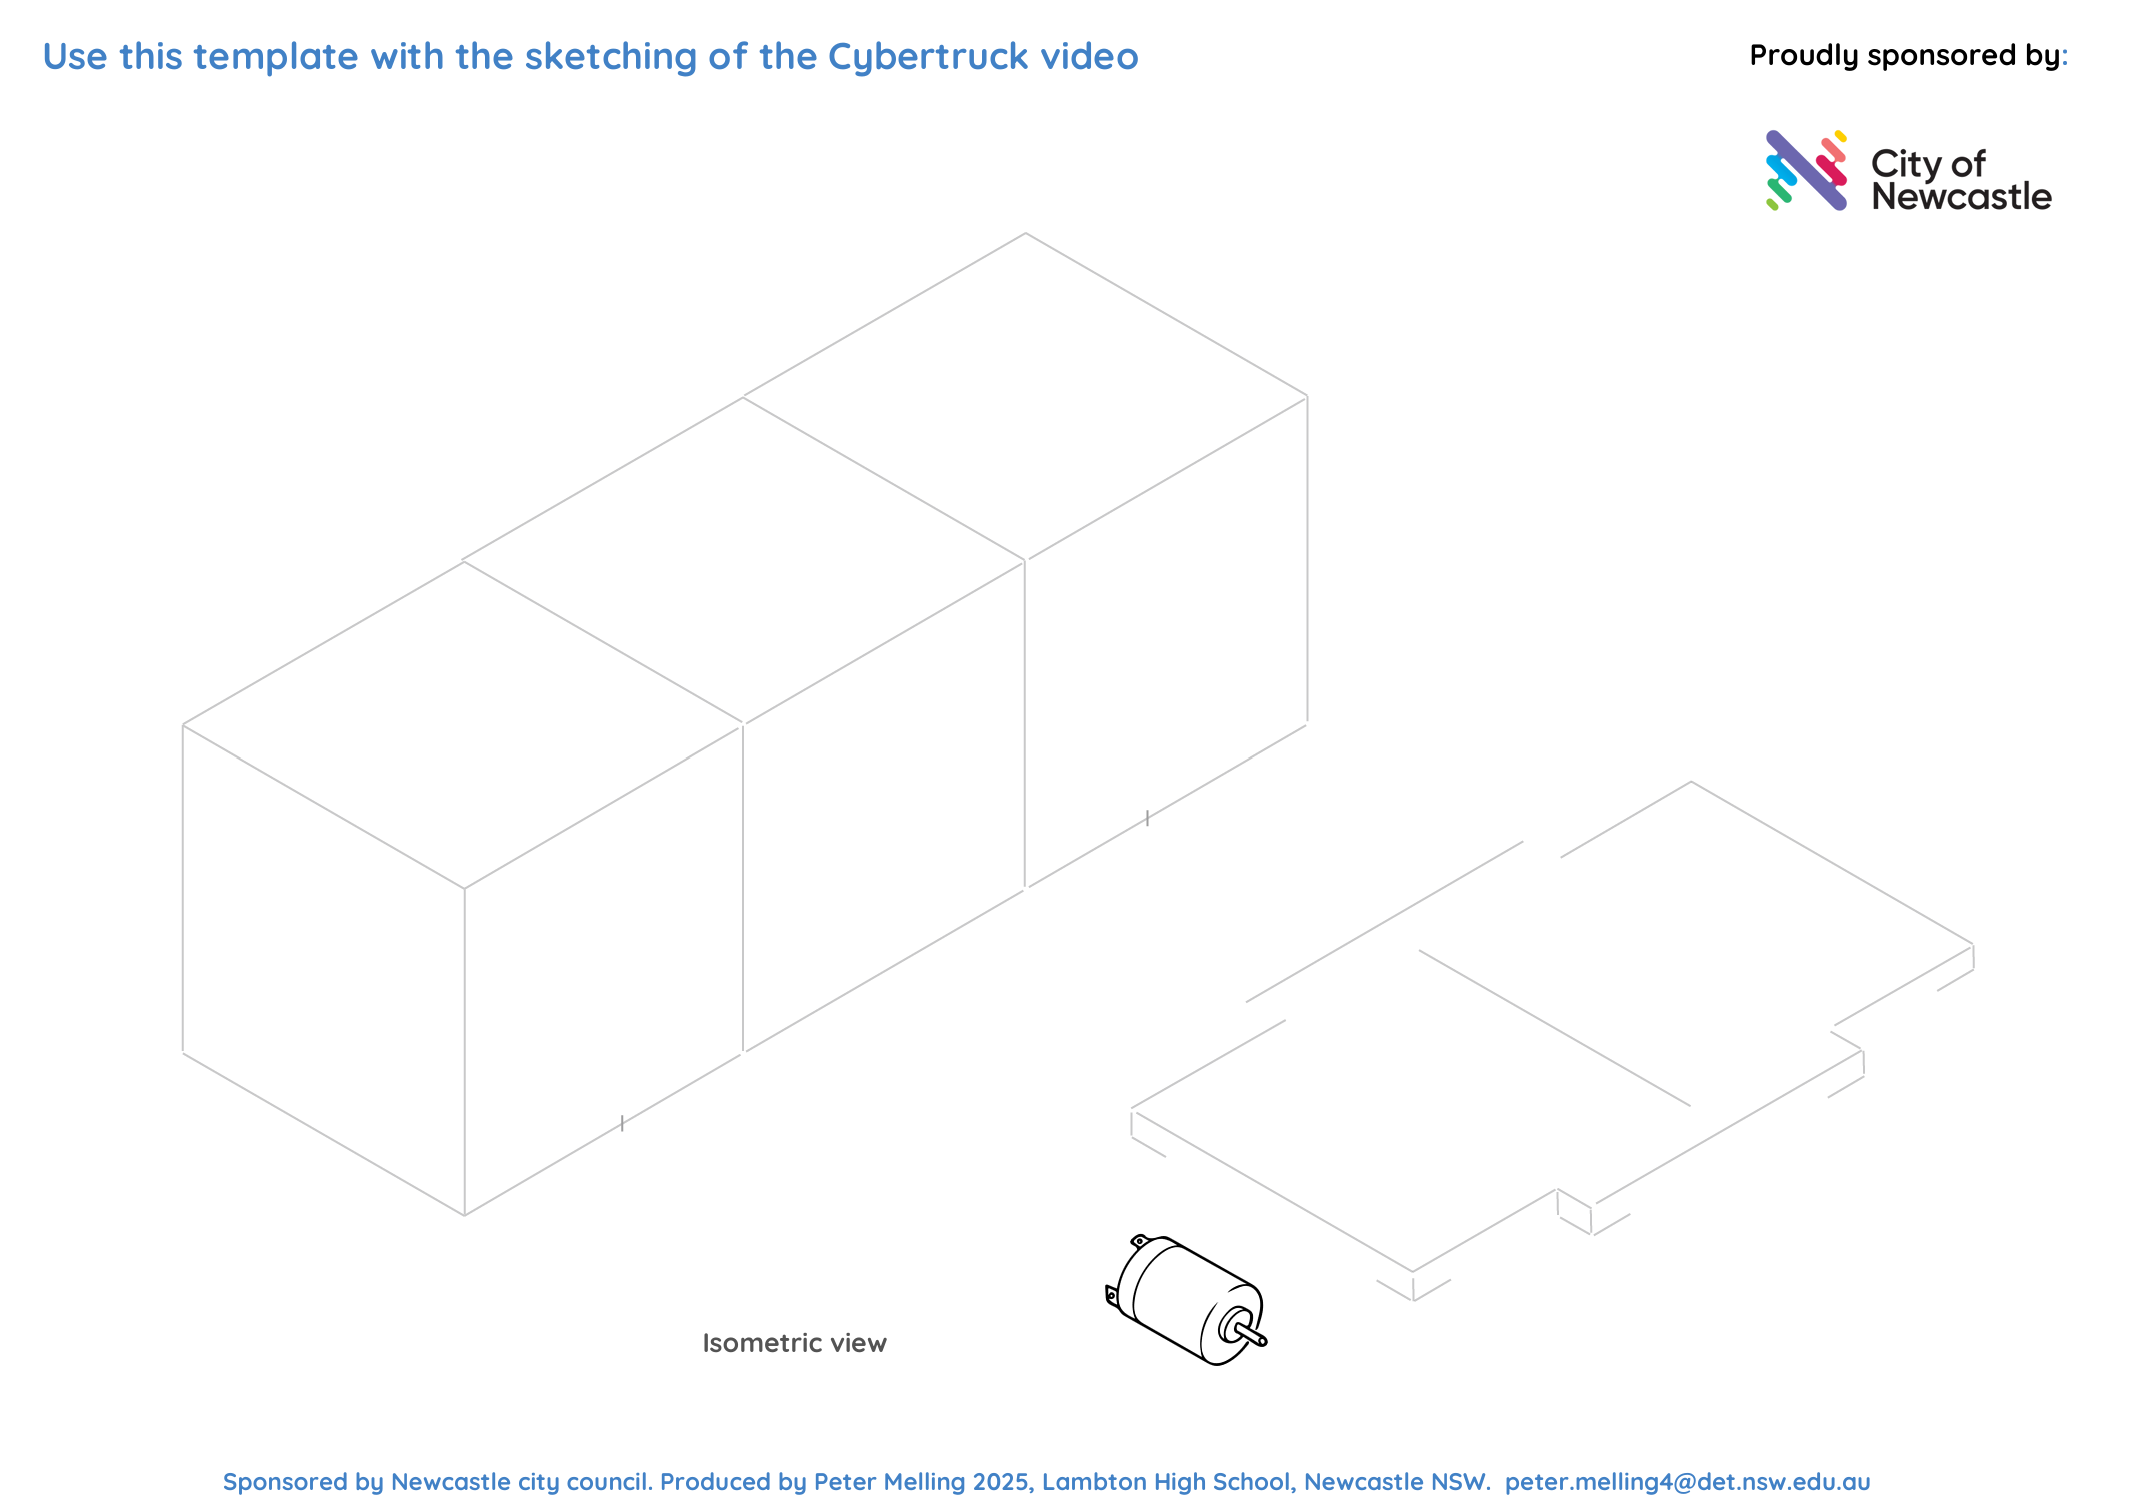 Use this template with the sketching of the Cybertruck video
Proudly sponsored by:
City of
Newcastle
Isometric view
Sponsored by Newcastle city council. Produced by Peter Melling 2025, Lambton High School, Newcastle NSW.  peter.melling4@det.nsw.edu.au